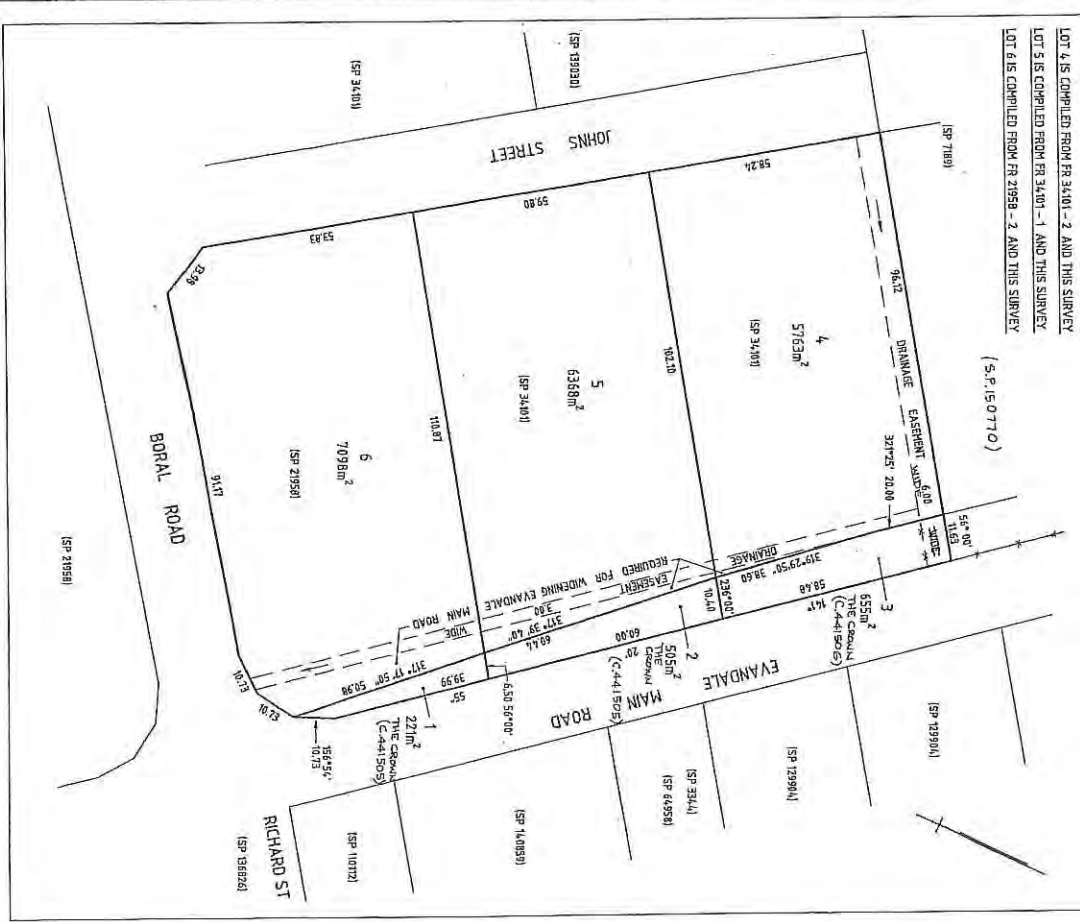 LOT 4 IS COMPILED FROM FR 34101 - 2 AND THIS SURVEY
LOT 5 IS COMPILED FROM FR 34101 - 1 AND THIS SURVEY
LOT 6 IS COMPILED FROM FR 21958 - 2 AND THIS SURVEY
(SP 139030)
(SP 34101)
(SP 7189)
(S.P.150770)
JOHNS STREET
58.24
59.80
53.83
13.98
96.12
DRAINAGE EASEMENT
6.00
WIDE
321°25' 20.00
56° 00'
11.63
WIDE
4
5763m²
(SP 34101)
102.10
5
6368m²
(SP 34101)
110.87
6
7098m²
(SP 21958)
91.17
BORAL ROAD
(SP 21958)
DRAINAGE
EASEMENT
3.00
WIDE
REQUIRED FOR WIDENING EVANDALE MAIN ROAD
319°29'50" 38.60
236°00'
10.40
317° 39' 40"
60.44
317° 17' 50" 50.98
58.48
141°
60.00
20'
39.99
55"
6.50 56°00'
3
655m²
THE CROWN
(C.441505)
2
505m²
THE
CROWN
(C.441505)
1
221m²
THE CROWN
(C.441505)
10.73
10.73
156°54'
10.73
EVANDALE MAIN ROAD
(SP 129904)
(SP 129904)
(SP 3344)
(SP 64958)
(SP 140859)
(SP 110112)
RICHARD ST
(SP 136826)